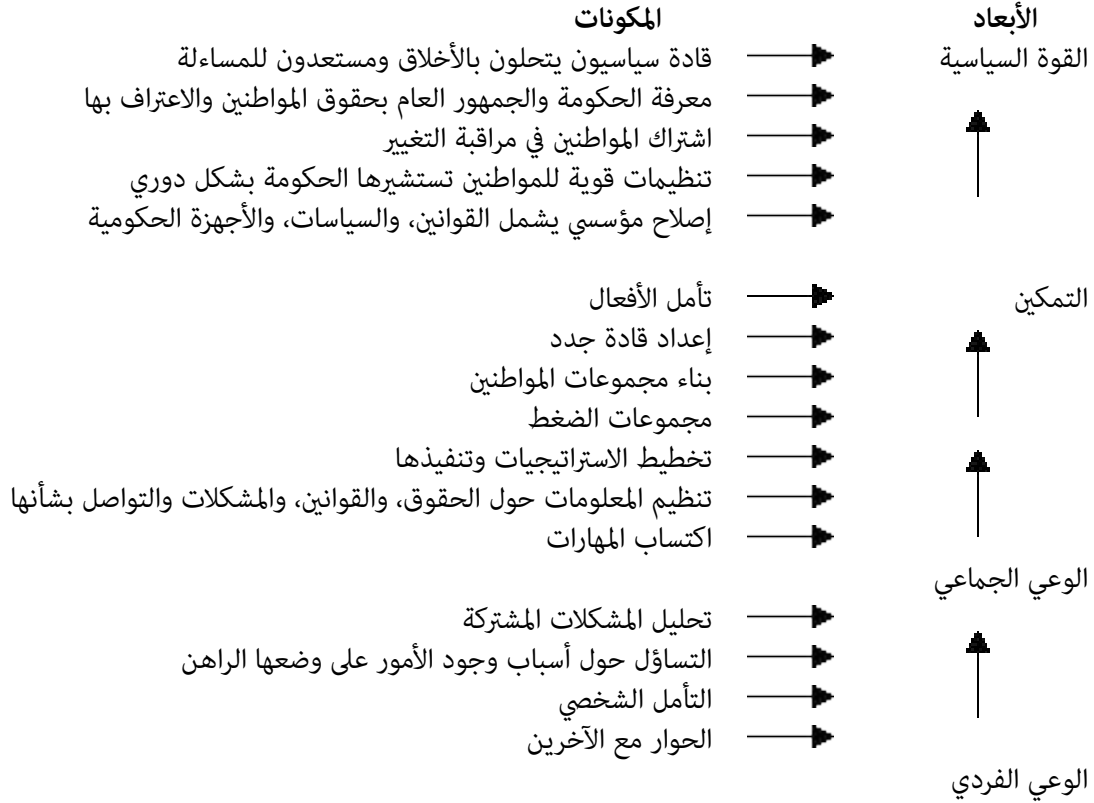 الأبعاد المكونات
القوة السياسية قادة سياسيون يتحلون بالأخلاق ومستعدون للمساءلة
معرفة الحكومة والجمهور العام بحقوق المواطنين والاعتراف بها
اشتراك المواطنين في مراقبة التغيير
تنظيمات قوية للمواطنين تستشيرها الحكومة بشكل دوري
إصلاح مؤسسي يشمل القوانين، والسياسات، والأجهزة الحكومية
التمكين تأمل الأفعال
إعداد قادة جدد
بناء مجموعات المواطنين
مجموعات الضغط
تخطيط الاستراتيجيات وتنفيذها
تنظيم المعلومات حول الحقوق، والقوانين، والمشكلات والتواصل بشأنها
اكتساب المهارات
الوعي الجماعي
تحليل المشكلات المشتركة
التساؤل حول أسباب وجود الأمور على وضعها الراهن
التأمل الشخصي
الحوار مع الآخرين
الوعي الفردي